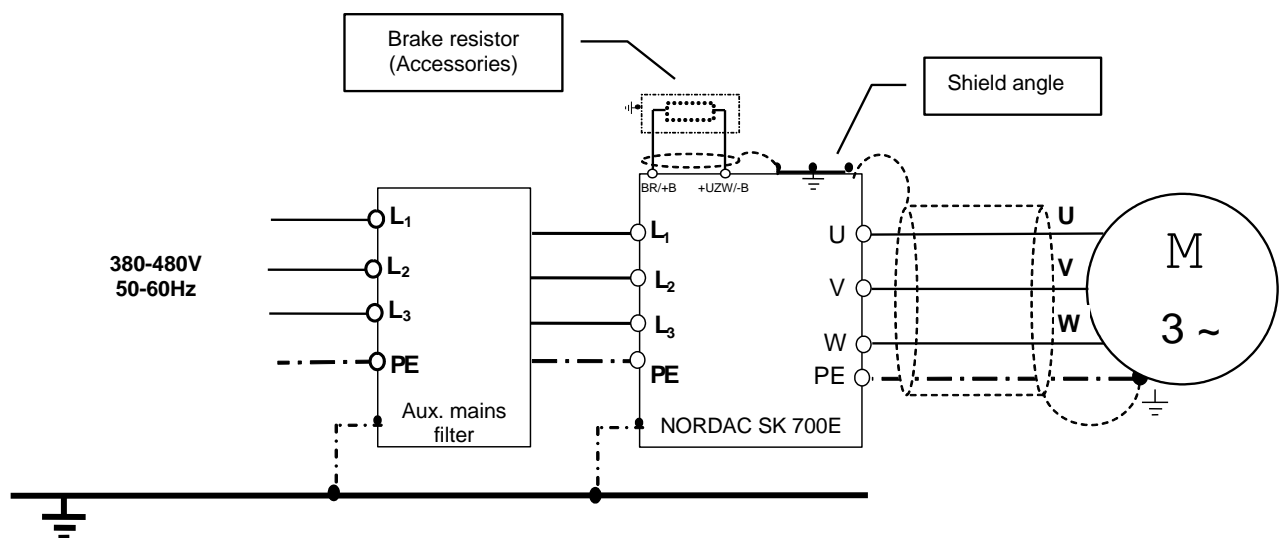 Brake resistor
(Accessories)
Shield angle
BR/+B +UZW/-B
L₁
L₂
L₃
PE
380-480V
50-60Hz
Aux. mains
filter
L₁
L₂
L₃
PE
NORDAC SK 700E
U
V
W
PE
U
V
W
M
3 ~